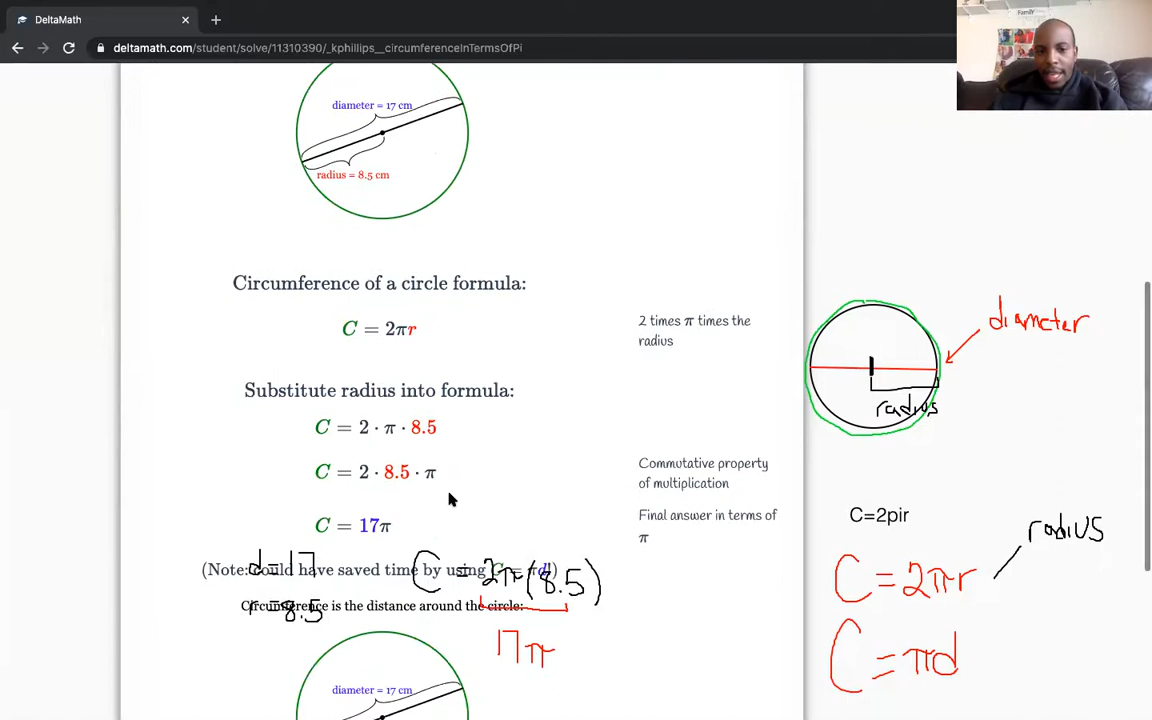 DeltaMath
deltamath.com/student/solve/11310390/_kphillips__circumferenceInTermsOfPi
Family
diameter = 17 cm
radius = 8.5 cm
Circumference of a circle formula:
C = 2πr
2 times π times the
radius
Substitute radius into formula:
C = 2 · π · 8.5
C = 2 · 8.5 · π
Commutative property
of multiplication
C = 17π
Final answer in terms of
π
(Note: could have saved time by using C = πd!)
Circumference is the distance around the circle:
diameter = 17 cm
d=17
r=8.5
C = 2π(8.5)
17π
diameter
radius
C=2pir
radius
C=2πr
C=πd